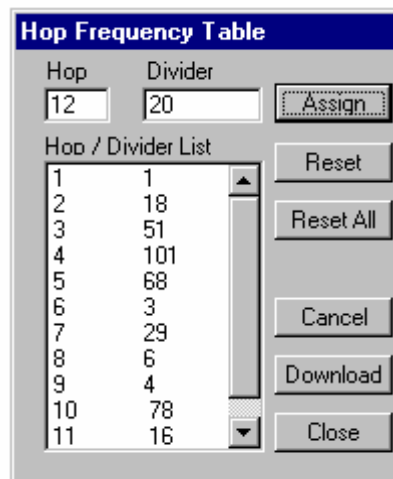 Hop Frequency Table
Hop Divider
12 20 Assign
Hop / Divider List
Reset
Reset All
Cancel
Download
Close
1 1
2 18
3 51
4 101
5 68
6 3
7 29
8 6
9 4
10 78
11 16